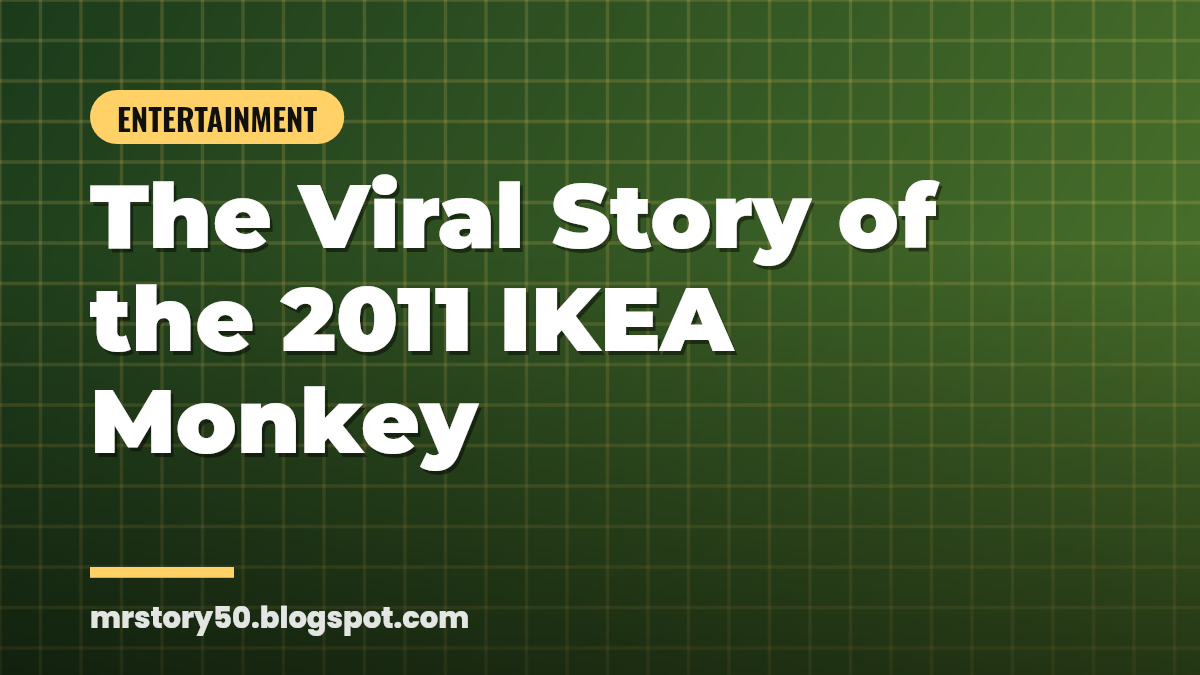 ENTERTAINMENT
The Viral Story of
the 2011 IKEA
Monkey
mrstory50.blogspot.com